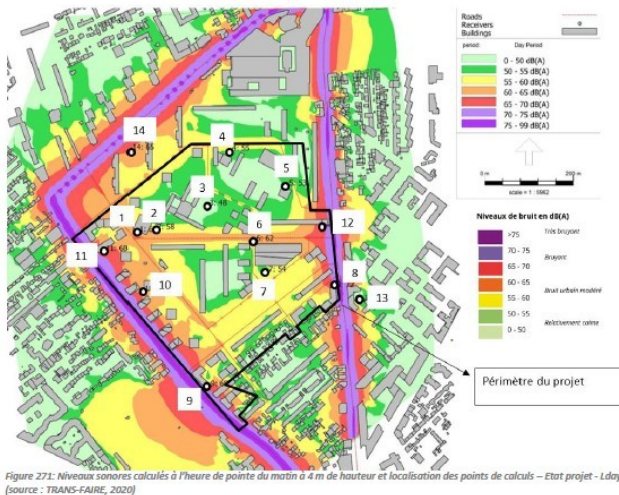 Roads
Receivers
Buildings
period
Day Period
0 - 50 dB(A)
50 - 55 dB(A)
55 - 60 dB(A)
60 - 65 dB(A)
65 - 70 dB(A)
70 - 75 dB(A)
75 - 99 dB(A)
0 m
200 m
scale = 1 : 5962
Niveaux de bruit en dB(A)
>75
Très bruyant
70 - 75
Bruyant
65 - 70
60 - 65
Bruit urbain modéré
55 - 60
50 - 55
Relativement calme
0 - 50
14
4
5
3
1
2
6
12
11
7
8
10
13
9
Périmètre du projet
Figure 271: Niveaux sonores calculés à l'heure de pointe du matin à 4 m de hauteur et localisation des points de calculs – Etat projet - Lday
(source : TRANS-FAIRE, 2020)